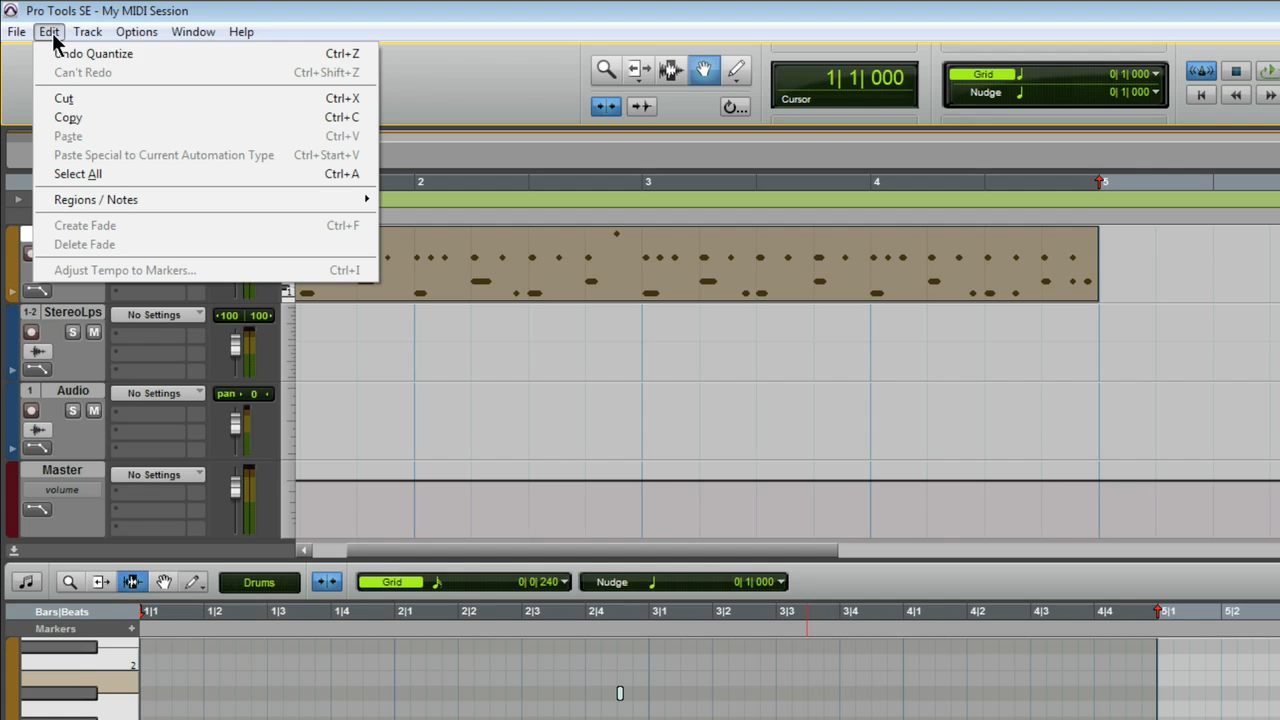 Pro Tools SE - My MIDI Session
File Edit Track Options Window Help
Undo Quantize Ctrl+Z
Can't Redo Ctrl+Shift+Z
Cut Ctrl+X
Copy Ctrl+C
Paste Ctrl+V
Paste Special to Current Automation Type Ctrl+Start+V
Select All Ctrl+A
Regions / Notes
Create Fade Ctrl+F
Delete Fade
Adjust Tempo to Markers... Ctrl+I
1| 1| 000
Cursor
Grid 0| 1| 000
Nudge 0| 1| 000
2 3 4 5
1
1-2 StereoLps No Settings 100 100
S M
1 Audio No Settings pan 0
S M
Master No Settings
volume
Drums Grid 0| 0| 240 Nudge 0| 1| 000
Bars|Beats 1|1 1|2 1|3 1|4 2|1 2|2 2|3 2|4 3|1 3|2 3|3 3|4 4|1 4|2 4|3 4|4 5|1 5|2
Markers +
2